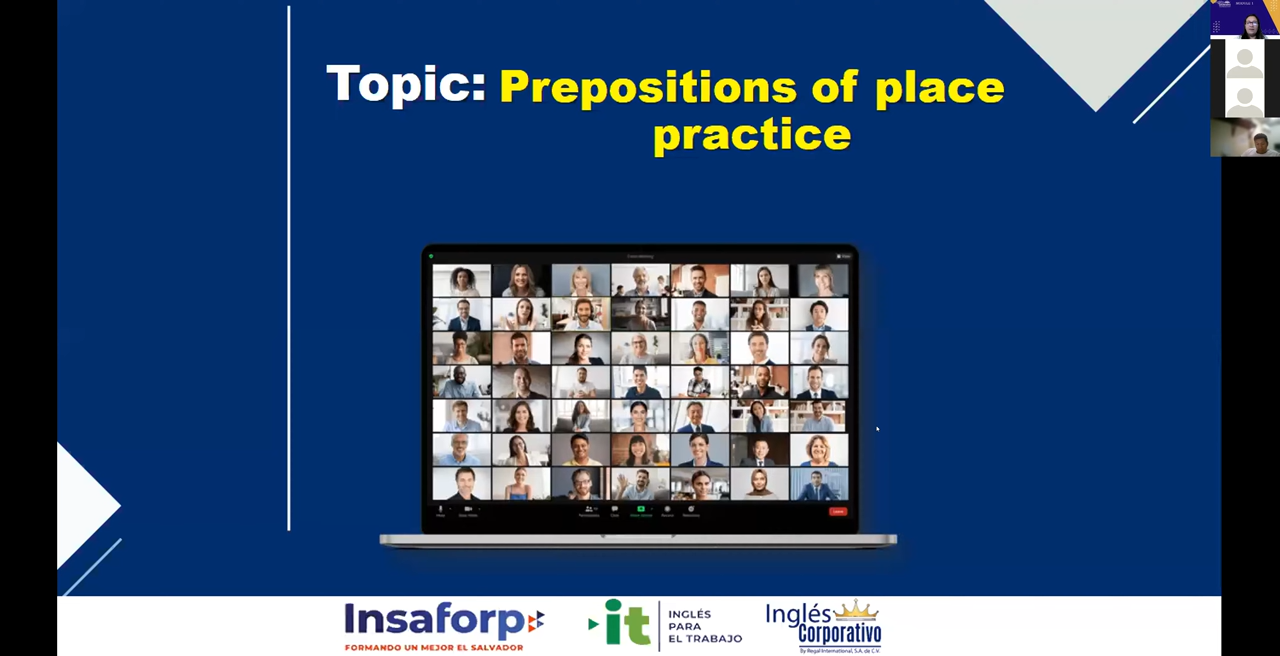 Topic: Prepositions of place
practice
Insaforp
FORMANDO UN MEJOR EL SALVADOR
it
INGLÉS
PARA
EL TRABAJO
Inglés
Corporativo
By Regal International, S.A. de C.V.